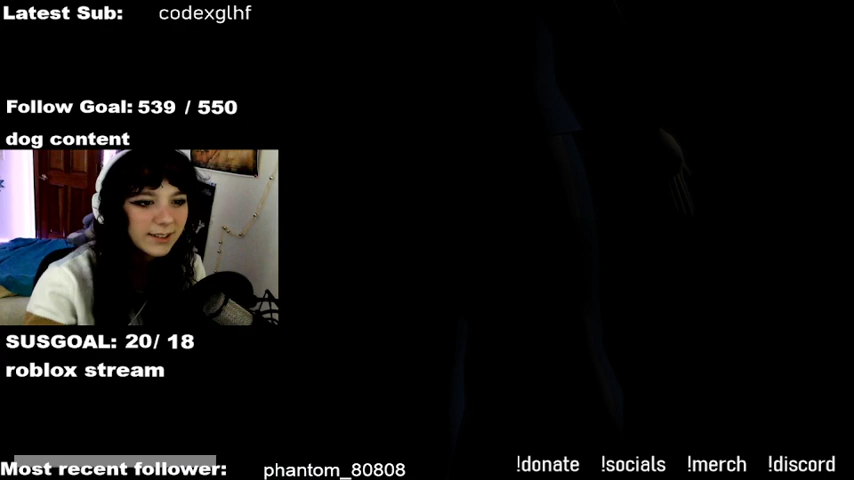 Latest Sub: codexglhf
Follow Goal: 539 / 550
dog content
SUSGOAL: 20/ 18
roblox stream
Most recent follower: phantom_80808
!donate !socials !merch !discord